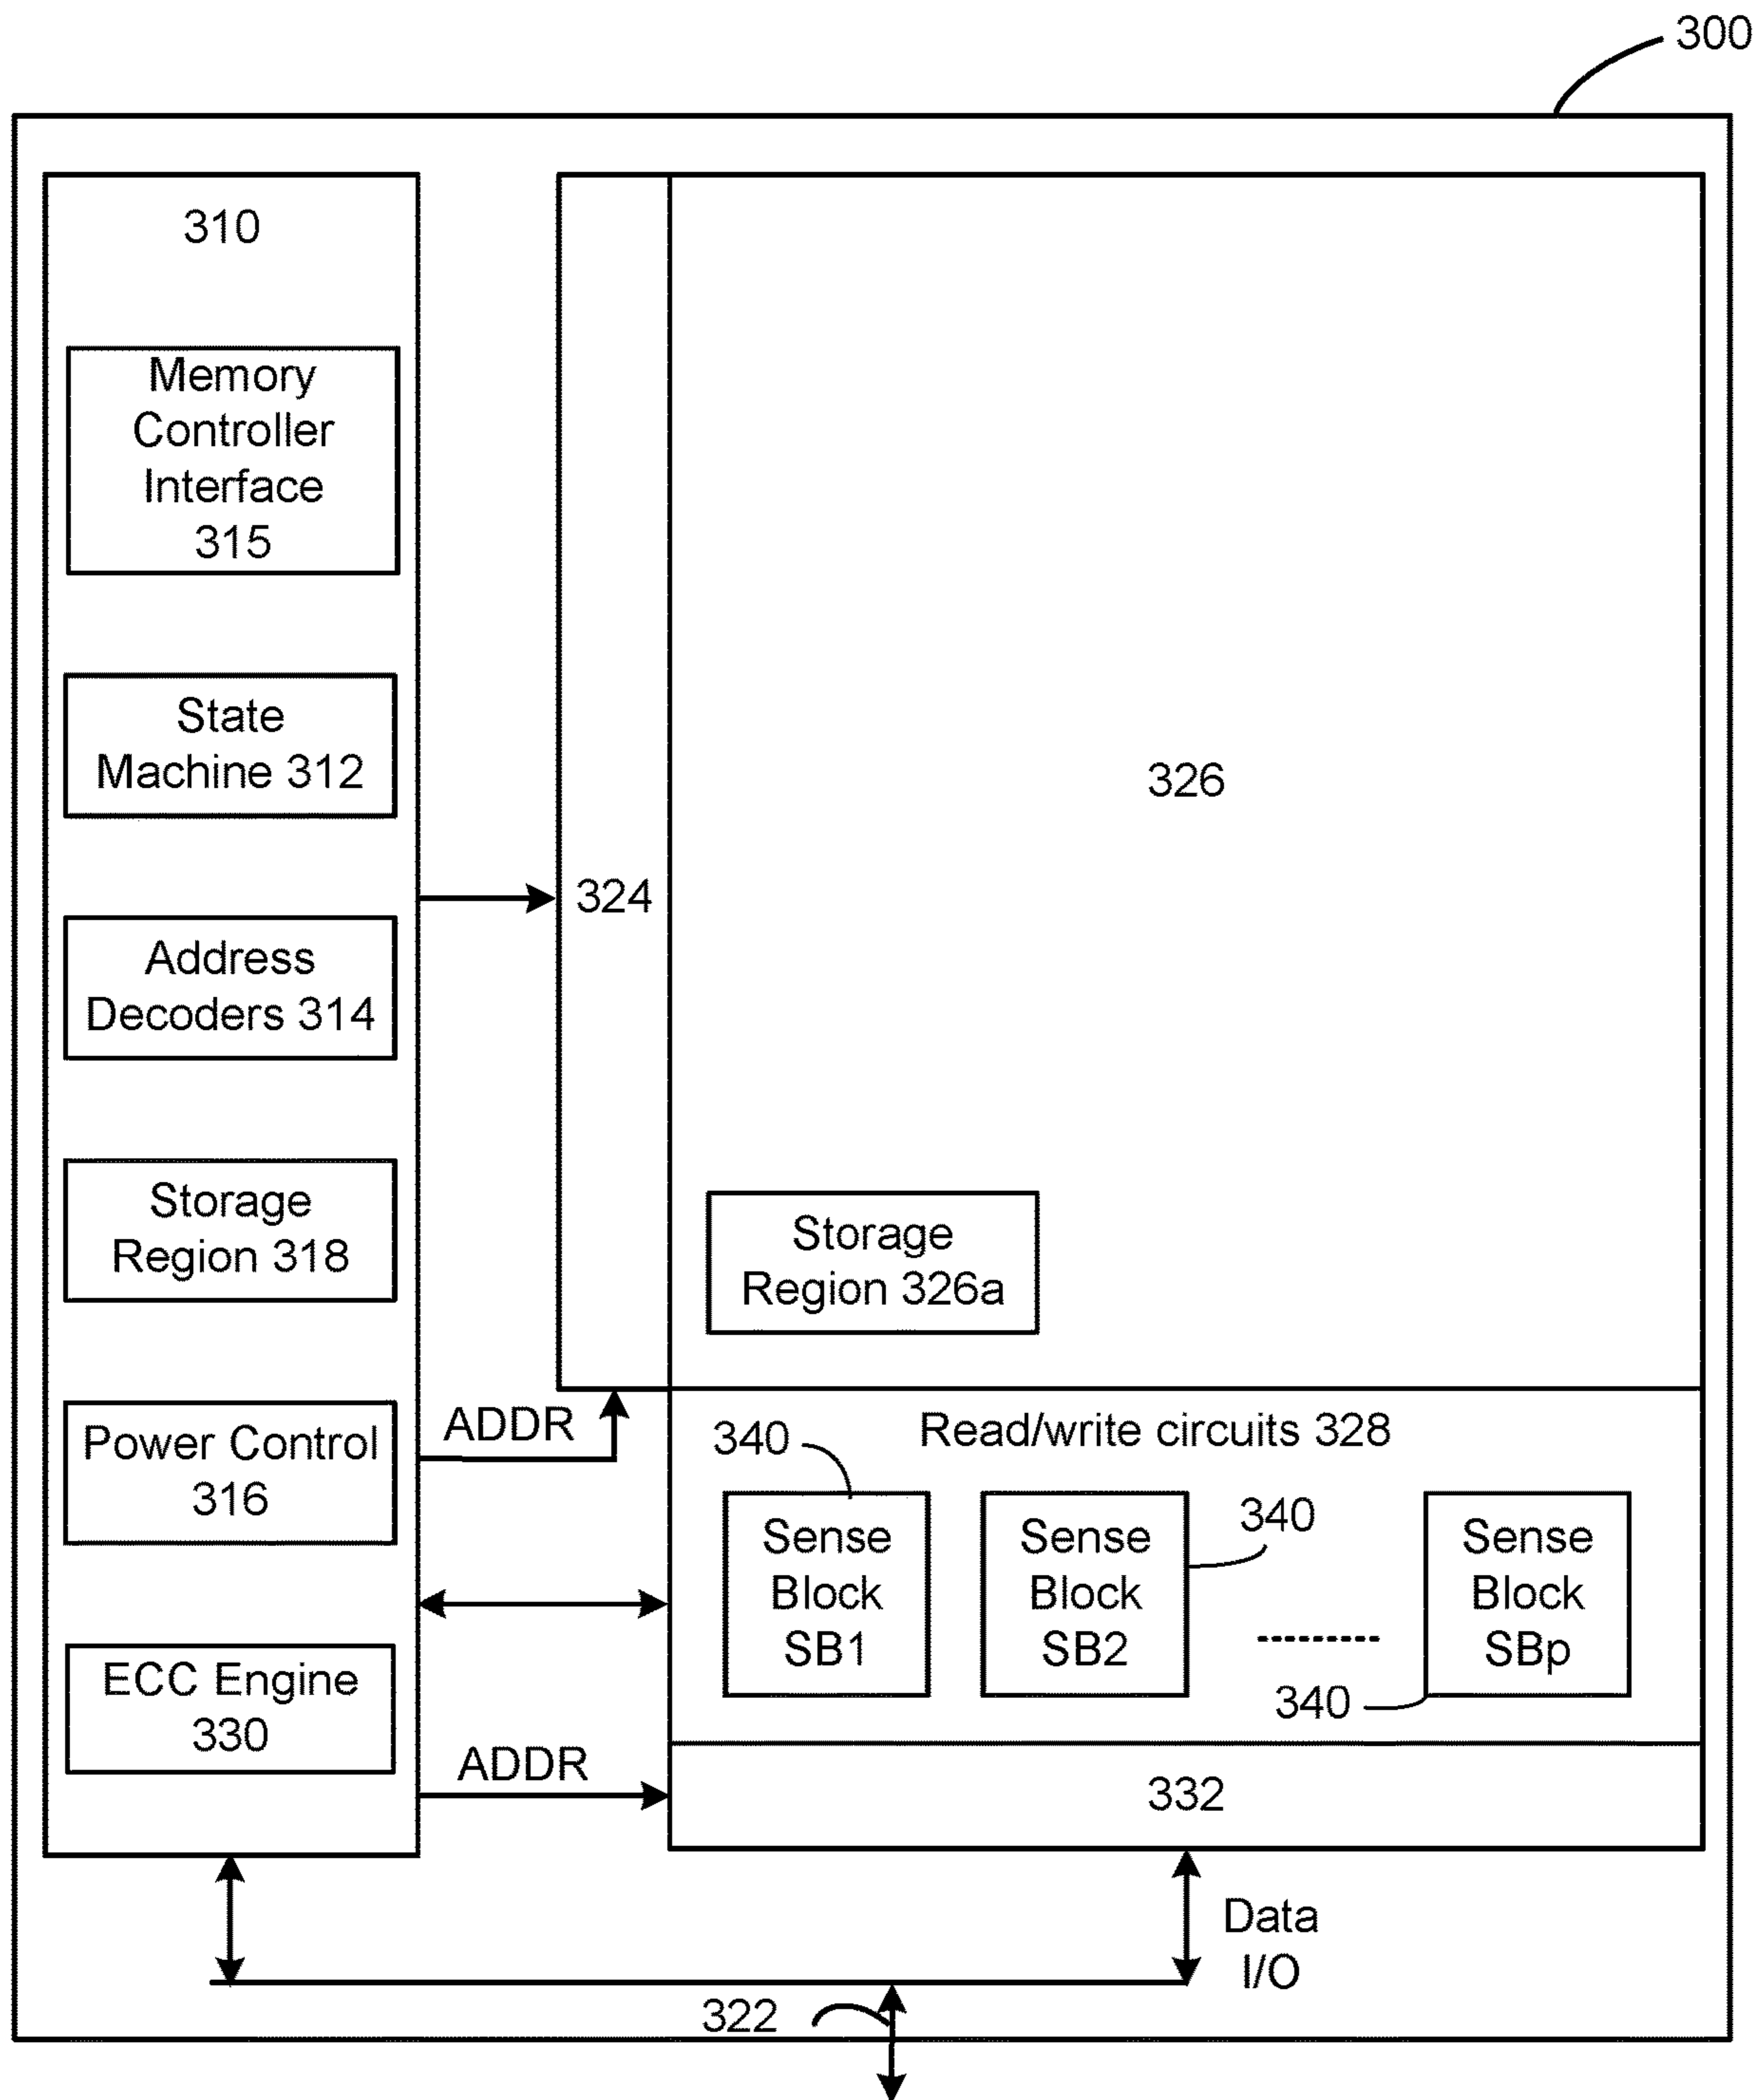 300
310
Memory
Controller
Interface
315
State
Machine 312
Address
Decoders 314
Storage
Region 318
Power Control
316
ECC Engine
330
324
326
Storage
Region 326a
ADDR
Read/write circuits 328
340
Sense
Block
SB1
Sense
Block
SB2
340
Sense
Block
SBp
340
ADDR
332
Data
I/O
322